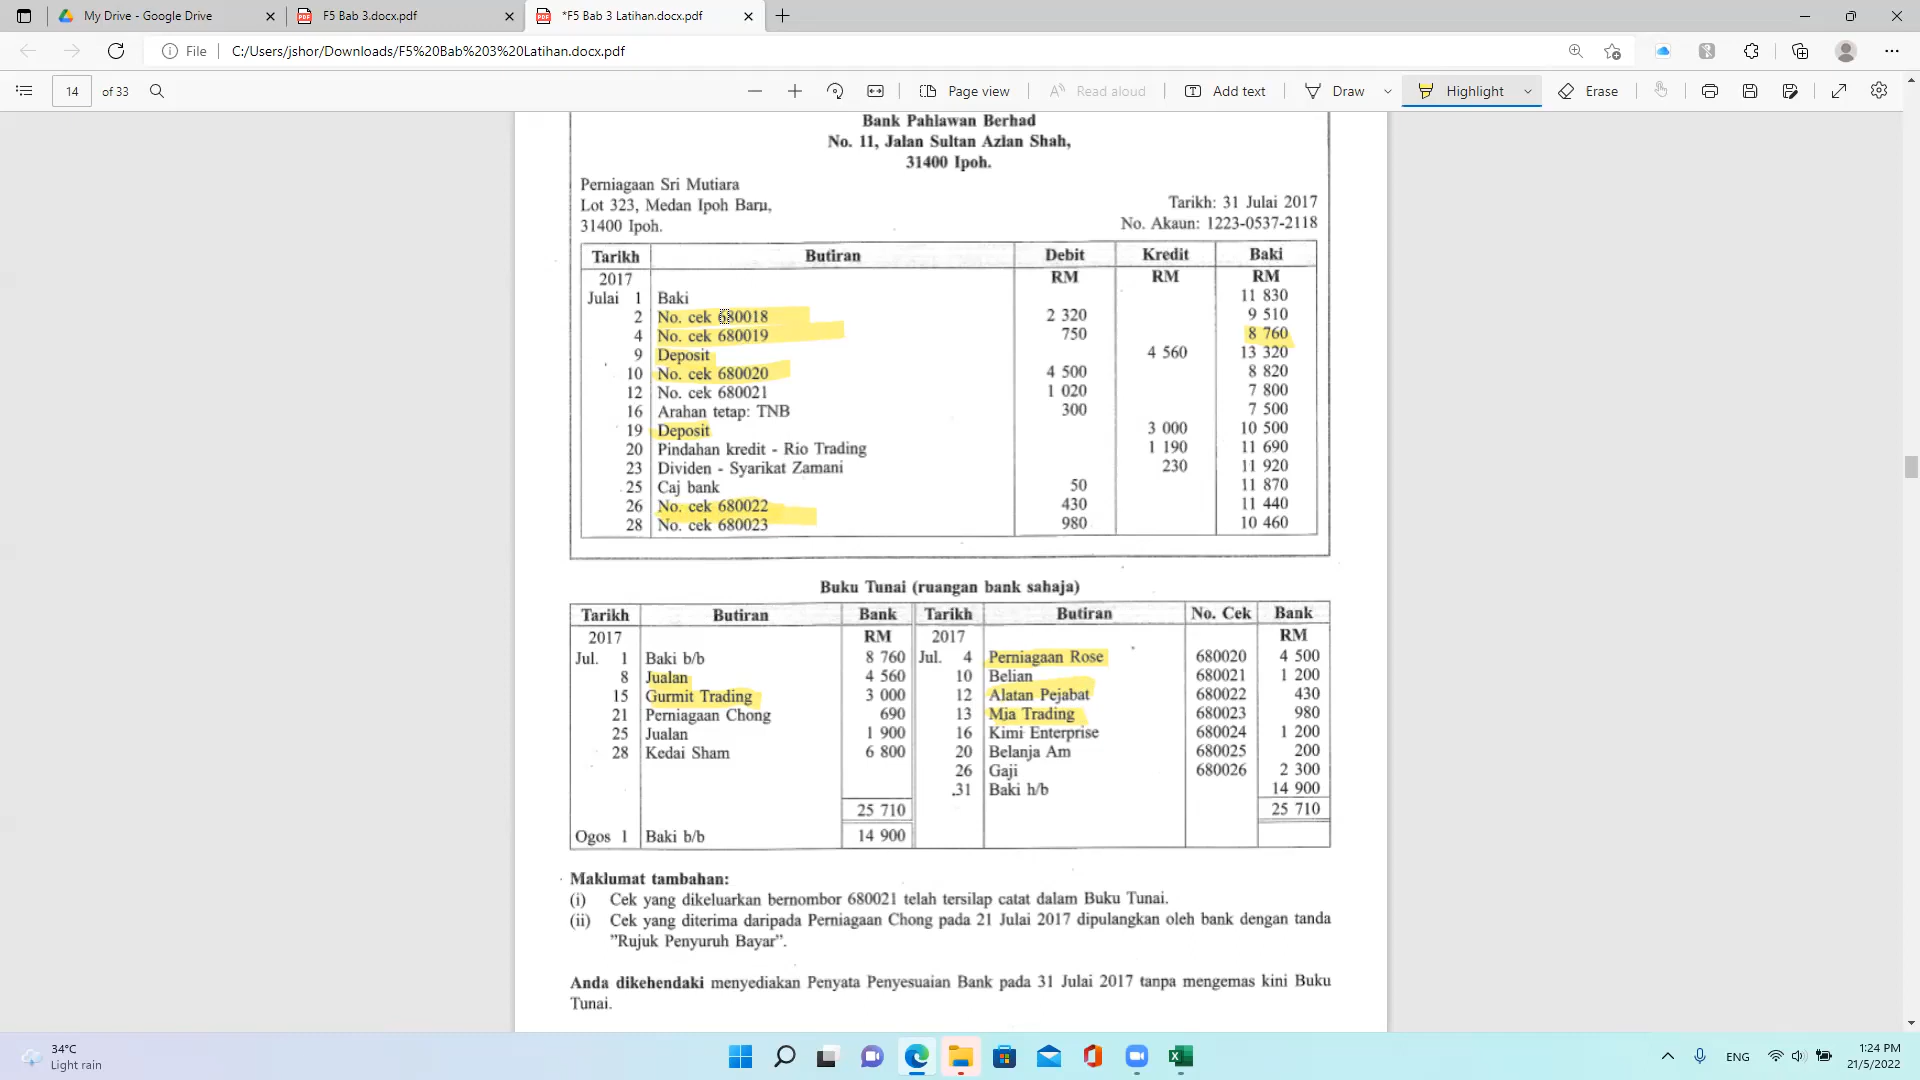 My Drive - Google Drive
F5 Bab 3.docx.pdf
*F5 Bab 3 Latihan.docx.pdf
File C:/Users/jshor/Downloads/F5%20Bab%203%20Latihan.docx.pdf
14 of 33
Page view
Read aloud
Add text
Draw
Highlight
Erase
Bank Pahlawan Berhad
No. 11, Jalan Sultan Azlan Shah,
31400 Ipoh.
Perniagaan Sri Mutiara
Lot 323, Medan Ipoh Baru, Tarikh: 31 Julai 2017
31400 Ipoh. No. Akaun: 1223-0537-2118
Tarikh Butiran Debit Kredit Baki
2017 RM RM RM
Julai 1 Baki 11 830
2 No. cek 680018 2 320 9 510
4 No. cek 680019 750 8 760
9 Deposit 4 560 13 320
10 No. cek 680020 4 500 8 820
12 No. cek 680021 1 020 7 800
16 Arahan tetap: TNB 300 7 500
19 Deposit 3 000 10 500
20 Pindahan kredit - Rio Trading 1 190 11 690
23 Dividen - Syarikat Zamani 230 11 920
25 Caj bank 50 11 870
26 No. cek 680022 430 11 440
28 No. cek 680023 980 10 460
Buku Tunai (ruangan bank sahaja)
Tarikh Butiran Bank Tarikh Butiran No. Cek Bank
2017 RM 2017 RM
Jul. 1 Baki b/b 8 760 Jul. 4 Perniagaan Rose 680020 4 500
8 Jualan 4 560 10 Belian 680021 1 200
15 Gurmit Trading 3 000 12 Alatan Pejabat 680022 430
21 Perniagaan Chong 690 13 Mia Trading 680023 980
25 Jualan 1 900 16 Kimi Enterprise 680024 1 200
28 Kedai Sham 6 800 20 Belanja Am 680025 200
26 Gaji 680026 2 300
31 Baki h/b 14 900
25 710 25 710
Ogos 1 Baki b/b 14 900
Maklumat tambahan:
(i) Cek yang dikeluarkan bernombor 680021 telah tersilap catat dalam Buku Tunai.
(ii) Cek yang diterima daripada Perniagaan Chong pada 21 Julai 2017 dipulangkan oleh bank dengan tanda
"Rujuk Penyuruh Bayar".
Anda dikehendaki menyediakan Penyata Penyesuaian Bank pada 31 Julai 2017 tanpa mengemas kini Buku
Tunai.
34°C
Light rain
ENG
1:24 PM
21/5/2022